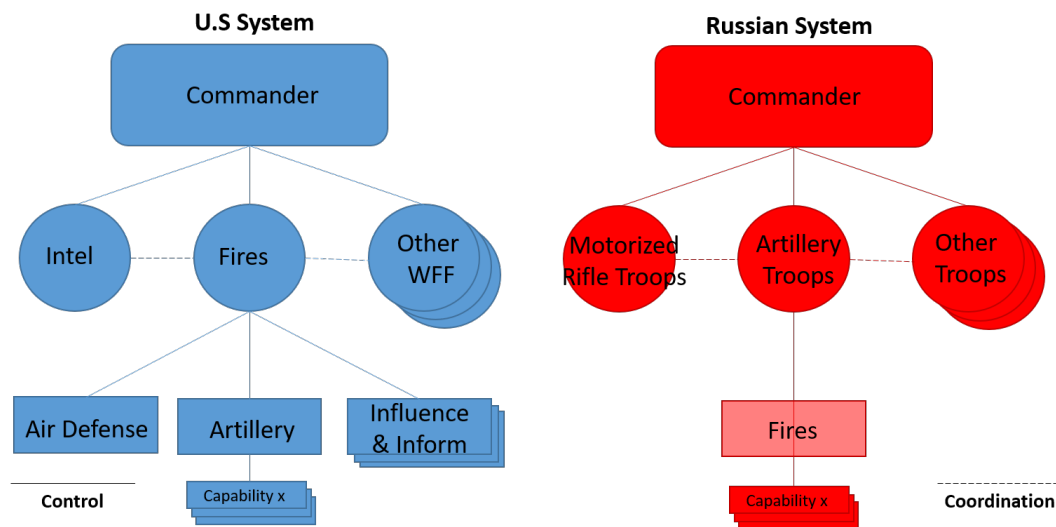 U.S System
Russian System
Commander
Commander
Intel
Fires
Other
WFF
Motorized
Rifle Troops
Artillery
Troops
Other
Troops
Air Defense
Artillery
Influence
& Inform
Fires
Capability x
Capability x
Control
Coordination